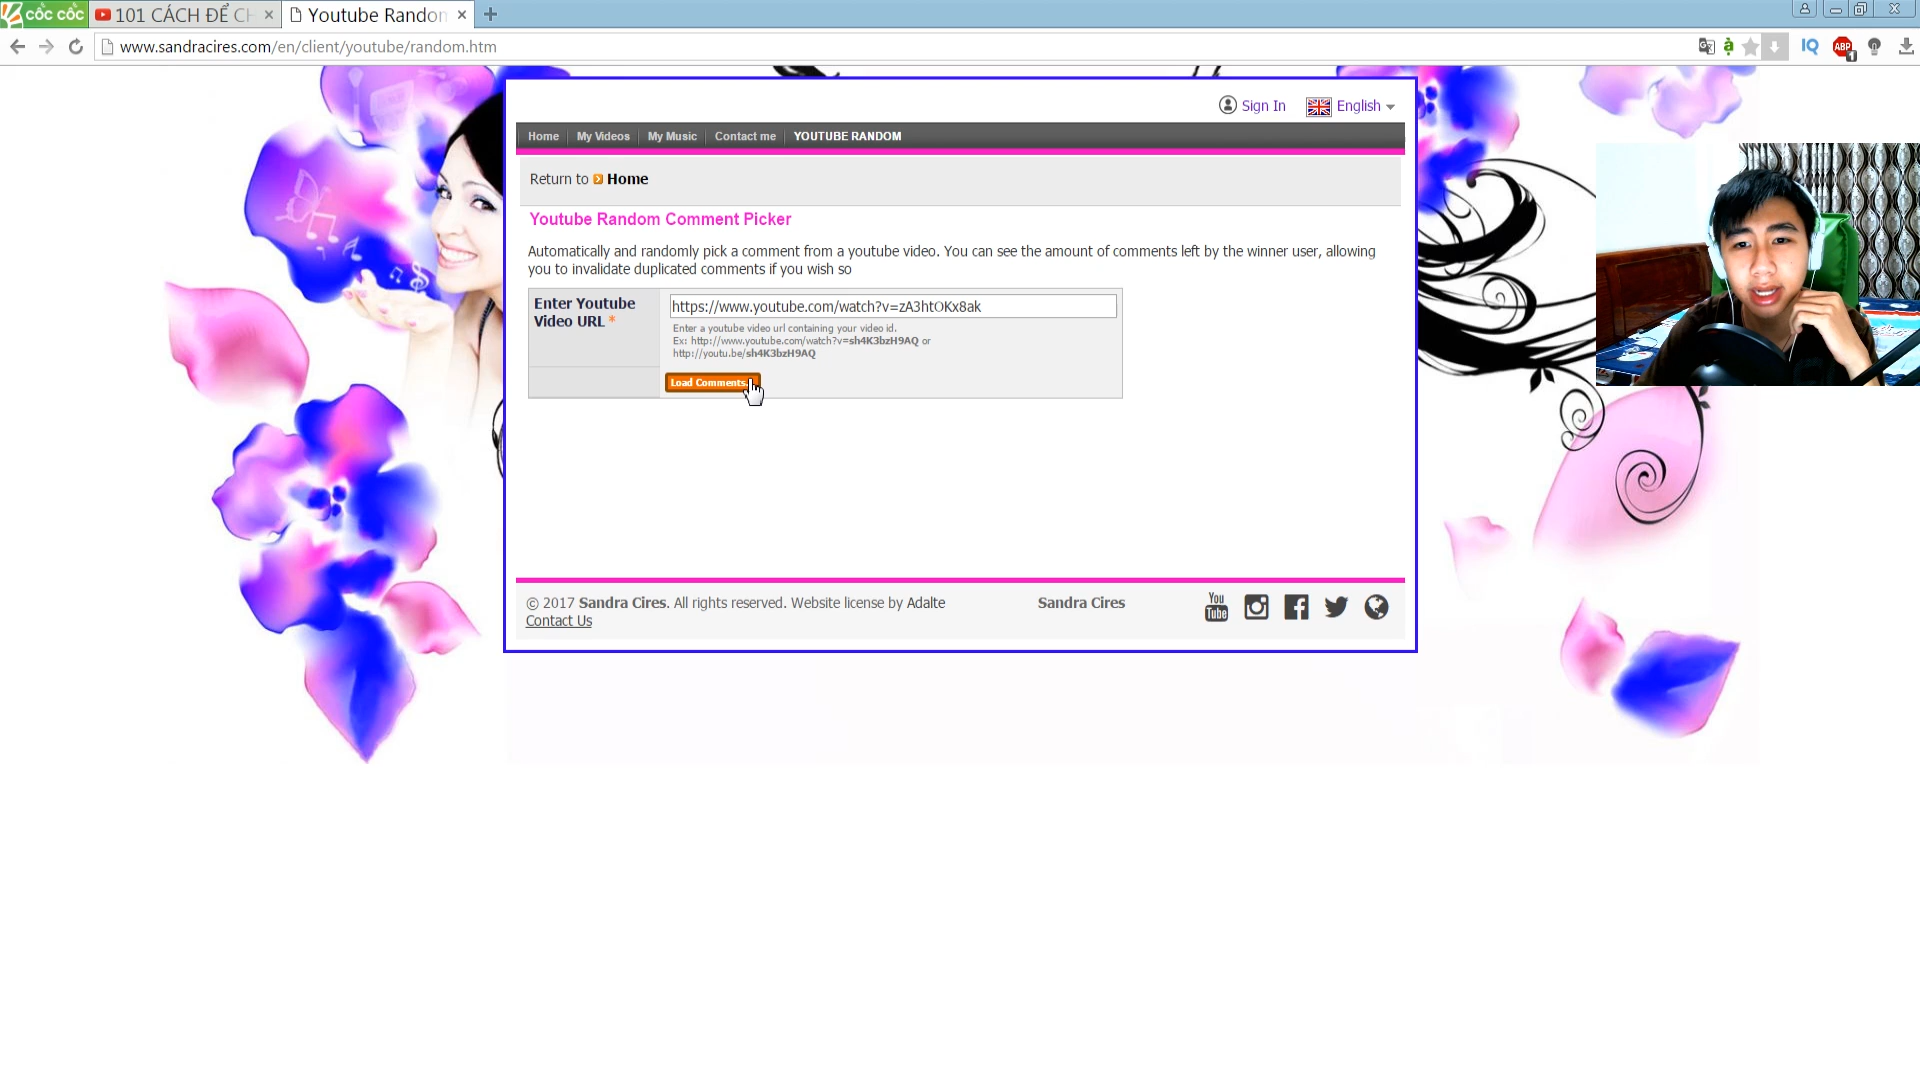 cốc cốc
101 CÁCH ĐỂ CH
Youtube Random
www.sandracires.com/en/client/youtube/random.htm
IQ
ABP
1
Sign In
English
Home
My Videos
My Music
Contact me
YOUTUBE RANDOM
Return to Home
Youtube Random Comment Picker
Automatically and randomly pick a comment from a youtube video. You can see the amount of comments left by the winner user, allowing
you to invalidate duplicated comments if you wish so
Enter Youtube
Video URL *
https://www.youtube.com/watch?v=zA3htOKx8ak
Enter a youtube video url containing your video id.
Ex: http://www.youtube.com/watch?v=sh4K3bzH9AQ or
http://youtu.be/sh4K3bzH9AQ
Load Comments
© 2017 Sandra Cires. All rights reserved. Website license by Adalte
Contact Us
Sandra Cires
You
Tube